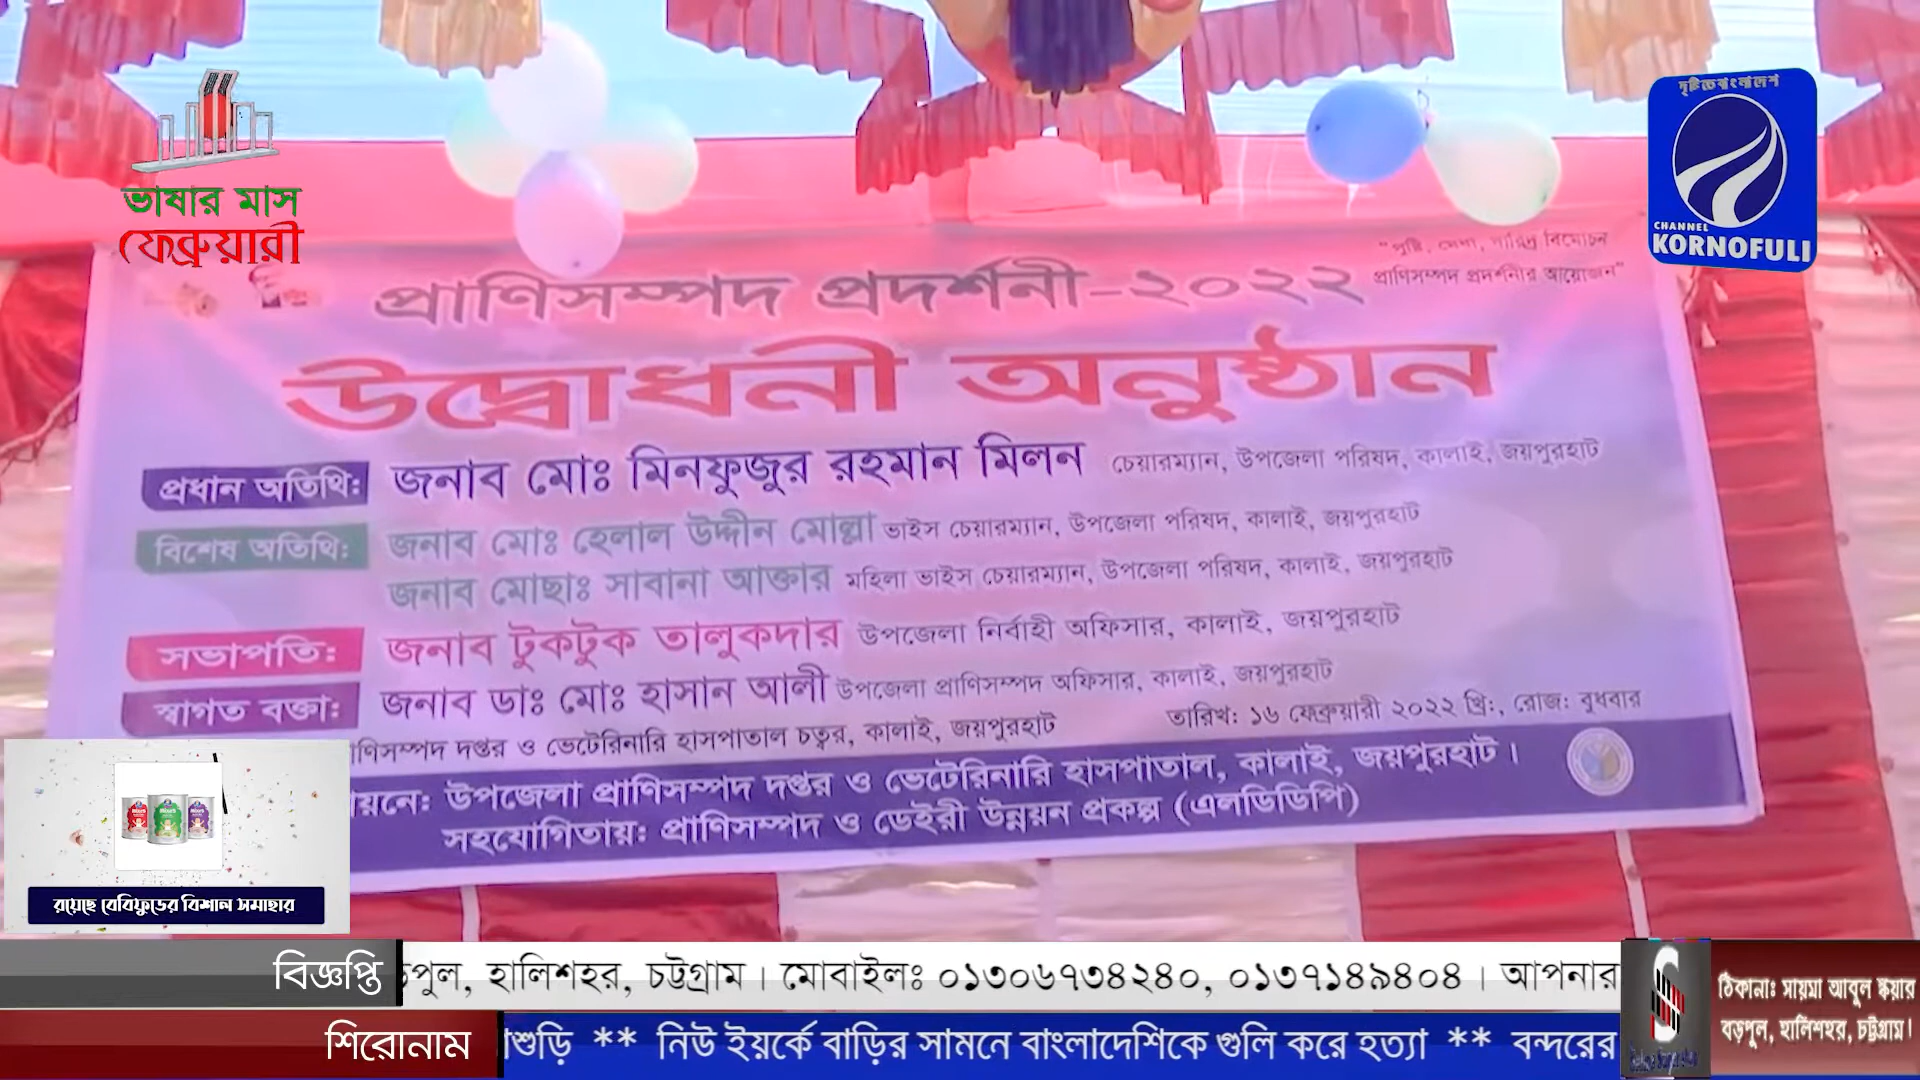 ভাষার মাস
ফেব্রুয়ারী
দৃষ্টিতে বাংলাদেশ
CHANNEL
KORNOFULI
"পুষ্টি, মেধা, দারিদ্র বিমোচন
প্রাণিসম্পদ প্রদর্শনীর আয়োজন"
প্রাণিসম্পদ প্রদর্শনী-২০২২
উদ্বোধনী অনুষ্ঠান
প্রধান অতিথি: জনাব মোঃ মিনফুজুর রহমান মিলন চেয়ারম্যান, উপজেলা পরিষদ, কালাই, জয়পুরহাট
বিশেষ অতিথি: জনাব মোঃ হেলাল উদ্দীন মোল্লা ভাইস চেয়ারম্যান, উপজেলা পরিষদ, কালাই, জয়পুরহাট
জনাব মোছাঃ সাবানা আক্তার মহিলা ভাইস চেয়ারম্যান, উপজেলা পরিষদ, কালাই, জয়পুরহাট
সভাপতি: জনাব টুকটুক তালুকদার উপজেলা নির্বাহী অফিসার, কালাই, জয়পুরহাট
স্বাগত বক্তা: জনাব ডাঃ মোঃ হাসান আলী উপজেলা প্রাণিসম্পদ অফিসার, কালাই, জয়পুরহাট
াণিসম্পদ দপ্তর ও ভেটেরিনারি হাসপাতাল চত্বর, কালাই, জয়পুরহাট তারিখ: ১৬ ফেব্রুয়ারী ২০২২ খ্রি:, রোজ: বুধবার
ায়নে: উপজেলা প্রাণিসম্পদ দপ্তর ও ভেটেরিনারি হাসপাতাল, কালাই, জয়পুরহাট।
সহযোগিতায়: প্রাণিসম্পদ ও ডেইরী উন্নয়ন প্রকল্প (এলডিডিপি)
রয়েছে বেবিফুডের বিশাল সমাহার
বিজ্ঞপ্তি ড়পুল, হালিশহর, চট্টগ্রাম। মোবাইলঃ ০১৩০৬৭৩৪২৪০, ০১৩৭১৪৯৪০৪। আপনার
শিরোনাম াশুড়ি ** নিউ ইয়র্কে বাড়ির সামনে বাংলাদেশিকে গুলি করে হত্যা ** বন্দরের
ঠিকানাঃ সায়মা আবুল স্কয়ার
বড়পুল, হালিশহর, চট্টগ্রাম।